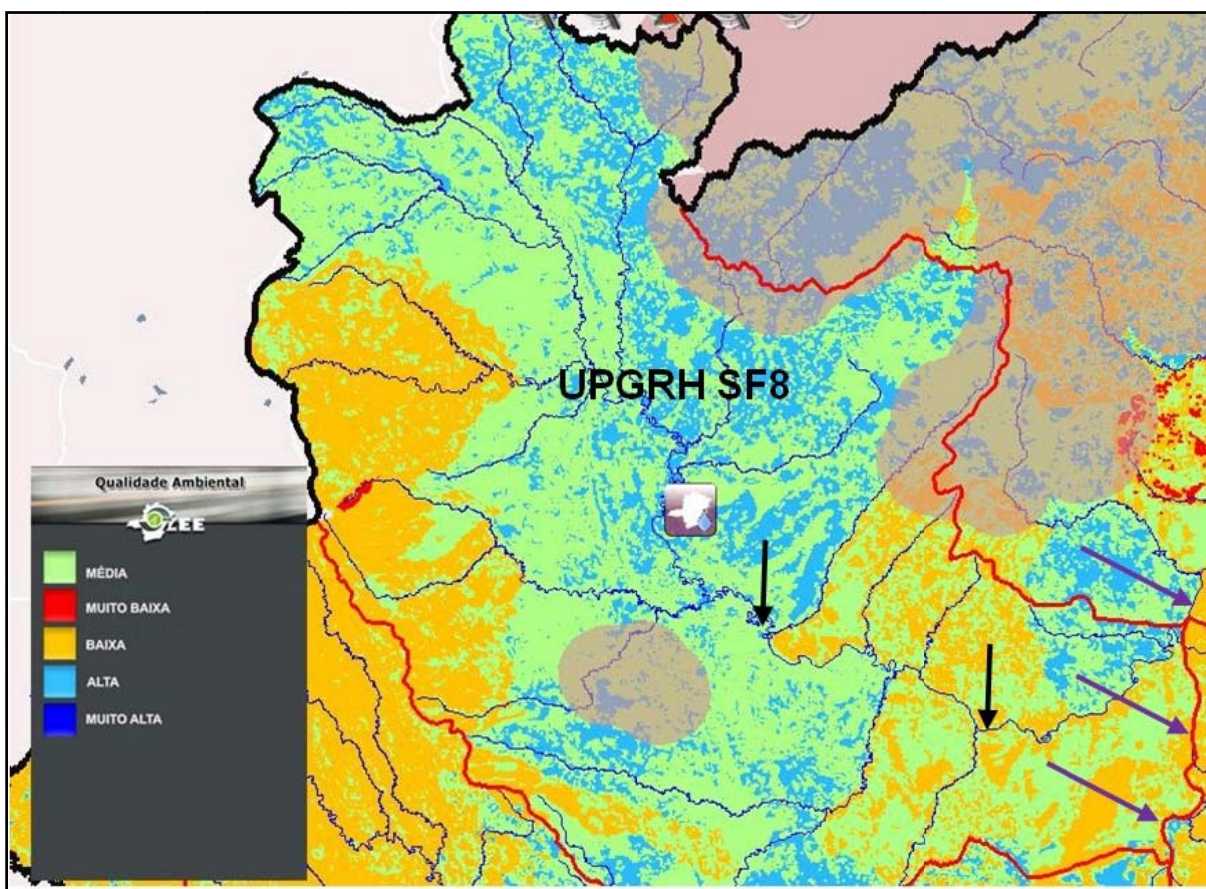 UPGRH SF8
Qualidade Ambiental
ZEE
MÉDIA
MUITO BAIXA
BAIXA
ALTA
MUITO ALTA